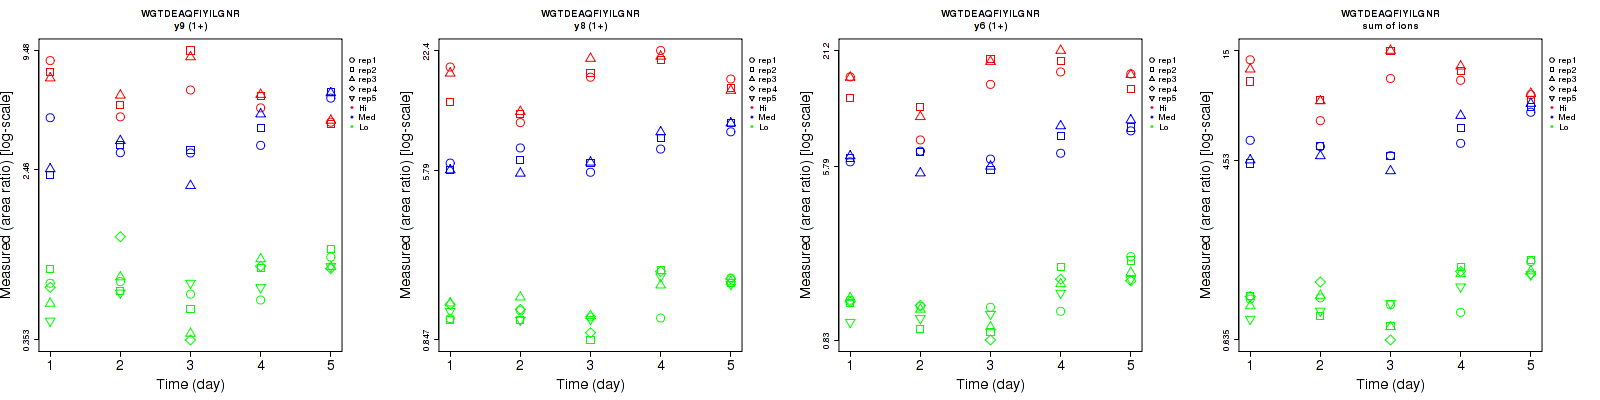 WGTDEAQFIYILGNR
y9 (1+)
Measured (area ratio) [log-scale]
9.48
2.46
0.353
1 2 3 4 5
Time (day)
rep1
rep2
rep3
rep4
rep5
Hi
Med
Lo
WGTDEAQFIYILGNR
y8 (1+)
Measured (area ratio) [log-scale]
22.4
5.79
0.847
1 2 3 4 5
Time (day)
rep1
rep2
rep3
rep4
rep5
Hi
Med
Lo
WGTDEAQFIYILGNR
y6 (1+)
Measured (area ratio) [log-scale]
21.2
5.79
0.83
1 2 3 4 5
Time (day)
rep1
rep2
rep3
rep4
rep5
Hi
Med
Lo
WGTDEAQFIYILGNR
sum of ions
Measured (area ratio) [log-scale]
15
4.53
0.635
1 2 3 4 5
Time (day)
rep1
rep2
rep3
rep4
rep5
Hi
Med
Lo